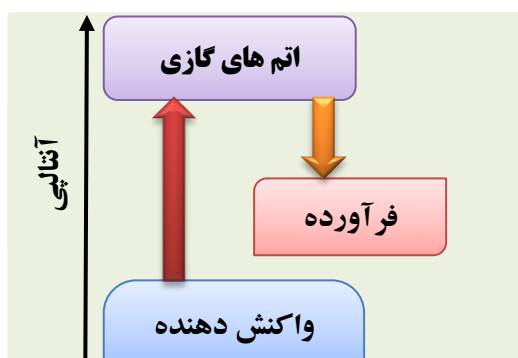 اتم های گازی
آنتالپی
فرآورده
واکنش دهنده